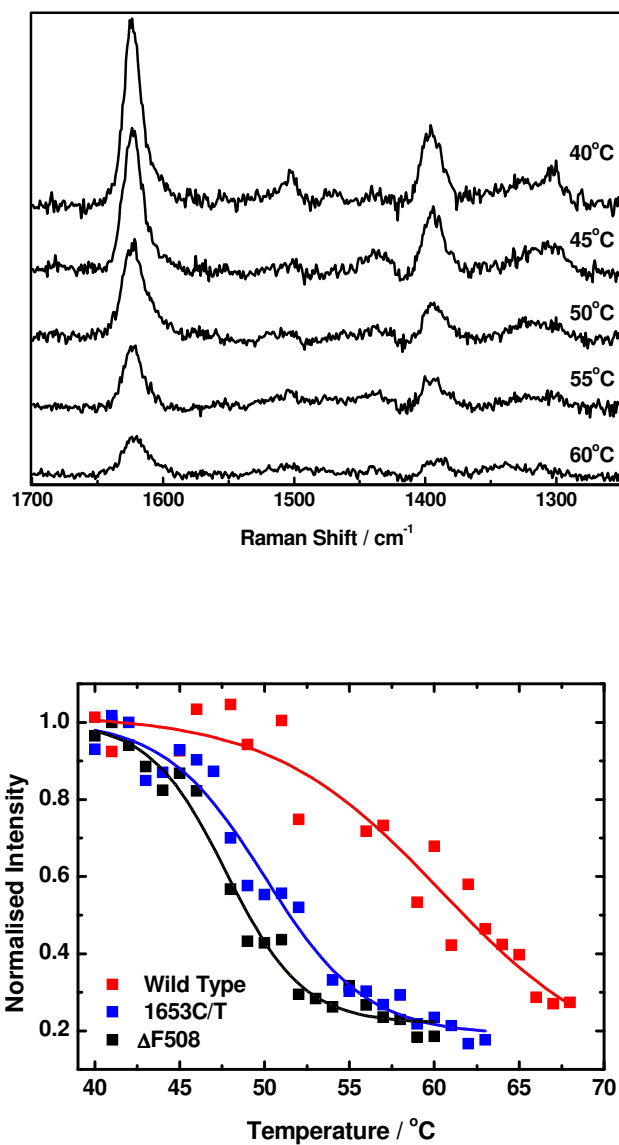 40°C
45°C
50°C
55°C
60°C
1700 1600 1500 1400 1300
Raman Shift / cm⁻¹
Normalised Intensity
1.0
0.8
0.6
0.4
0.2
Wild Type
1653C/T
ΔF508
40 45 50 55 60 65 70
Temperature / °C